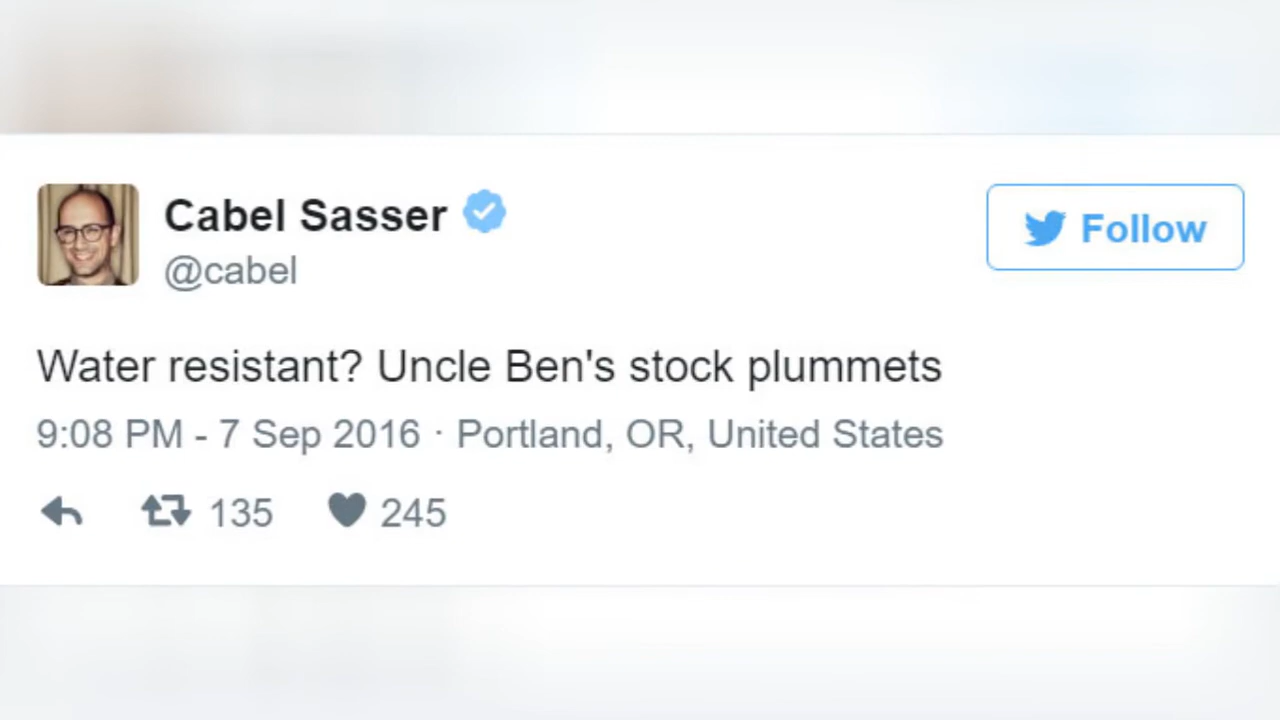 Cabel Sasser
@cabel
Follow
Water resistant? Uncle Ben's stock plummets
9:08 PM - 7 Sep 2016 · Portland, OR, United States
135 245